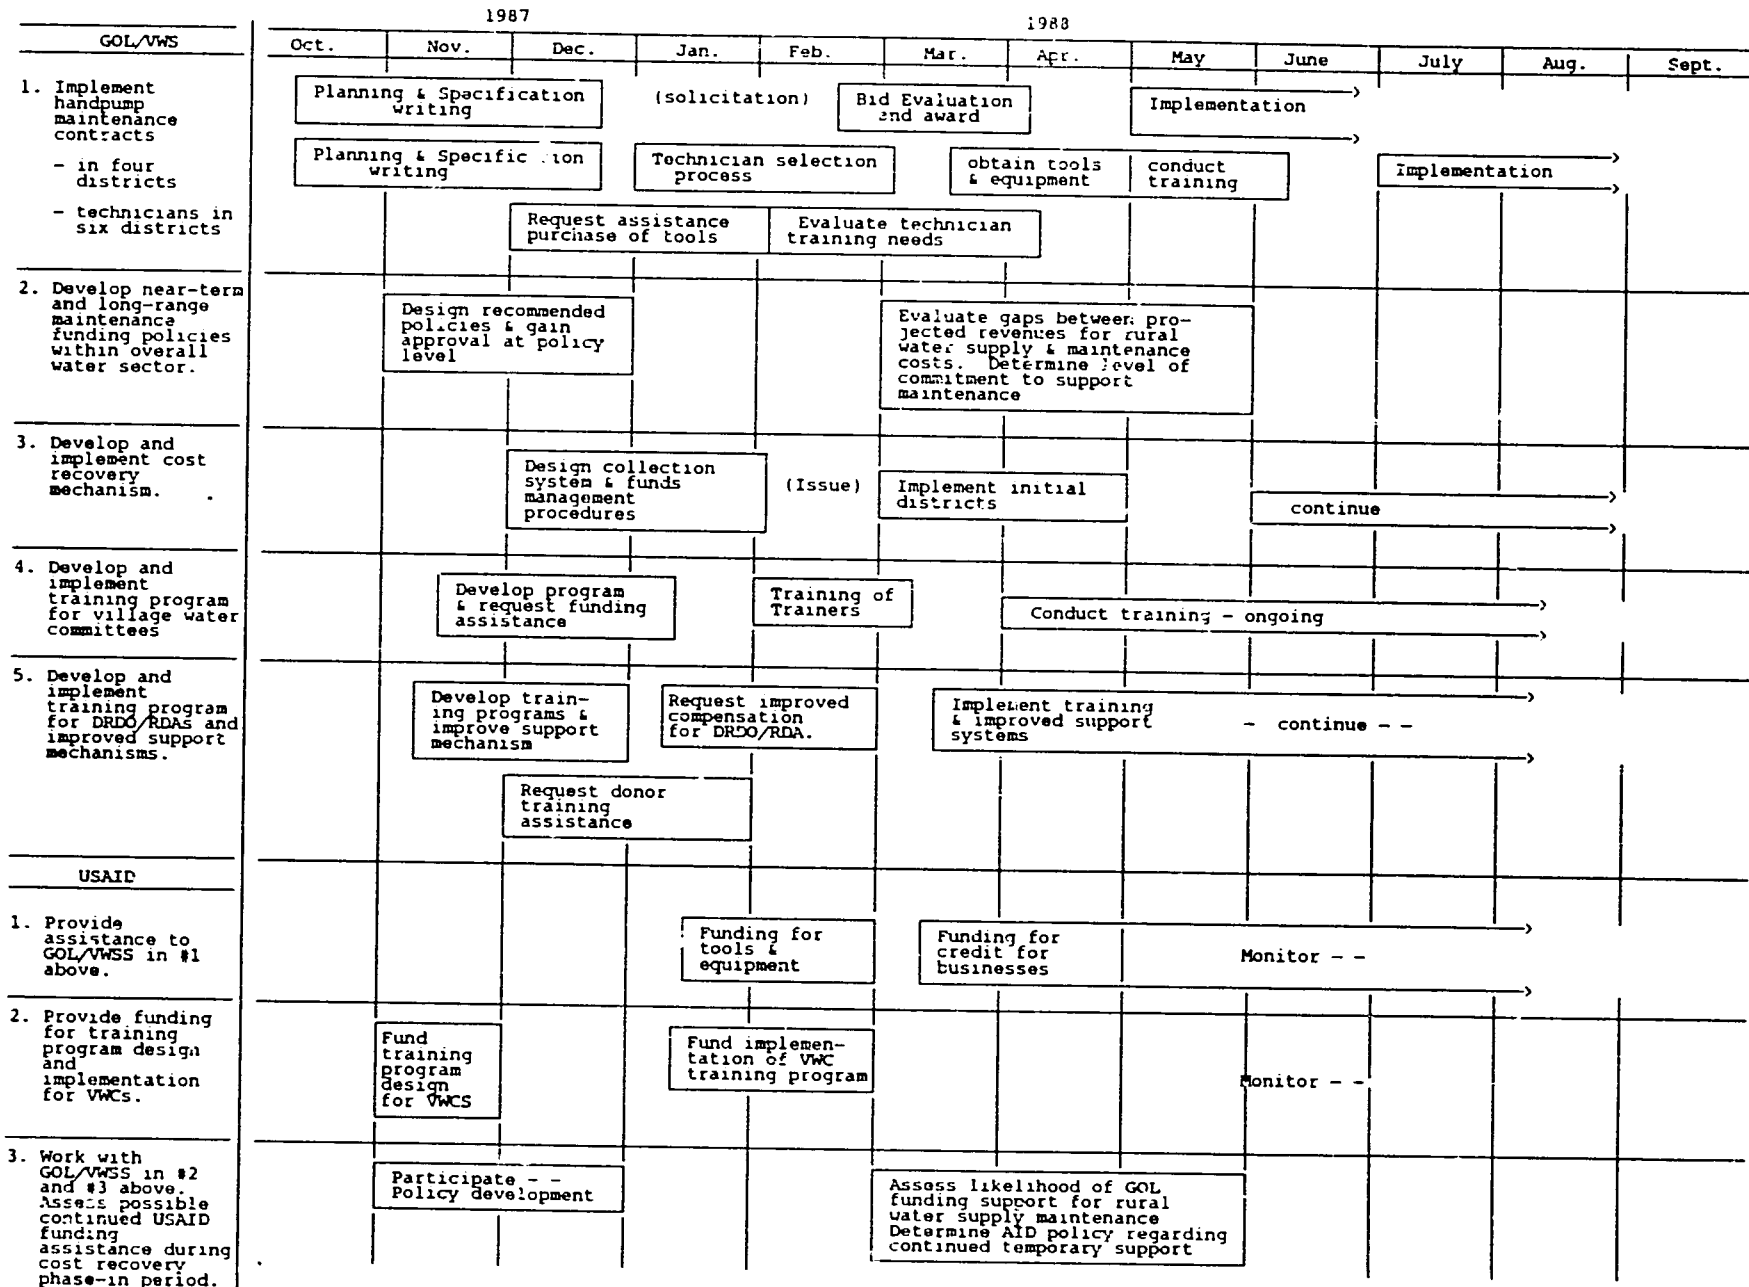 1987
1988
GOL/VWS
Oct.
Nov.
Dec.
Jan.
Feb.
Mar.
Apr.
May
June
July
Aug.
Sept.
1. Implement
handpump
maintenance
contracts
- in four
districts
- technicians in
six districts
Planning & Specification
writing
(solicitation)
Bid Evaluation
and award
Implementation
Planning & Specific
writing
Technician selection
process
obtain tools
& equipment
conduct
training
Implementation
Request assistance
purchase of tools
Evaluate technician
training needs
2. Develop near-term
and long-range
maintenance
funding policies
within overall
water sector.
Design recommended
policies & gain
approval at policy
level
Evaluate gaps between pro-
jected revenues for rural
water supply & maintenance
costs. Determine level of
commitment to support
maintenance
3. Develop and
implement cost
recovery
mechanism.
Design collection
system & funds
management
procedures
(Issue)
Implement initial
districts
continue
4. Develop and
implement
training program
for village water
committees
Develop program
& request funding
assistance
Training of
Trainers
Conduct training - ongoing
5. Develop and
implement
training program
for DRDO/RDAs and
improved support
mechanisms.
Develop train-
ing programs &
improve support
mechanism
Request improved
compensation
for DRDO/RDA.
Implement training
& improved support
systems
- continue - -
Request donor
training
assistance
USAID
1. Provide
assistance to
GOL/VWSS in #1
above.
Funding for
tools &
equipment
Funding for
credit for
businesses
Monitor - -
2. Provide funding
for training
program design
and
implementation
for VWCs.
Fund
training
program
design
for VWCS
Fund implemen-
tation of VWC
training program
Monitor - -
3. Work with
GOL/VWSS in #2
and #3 above.
Assess possible
continued USAID
funding
assistance during
cost recovery
phase-in period.
Participate - -
Policy development
Assess likelihood of GOL
funding support for rural
water supply maintenance
Determine AID policy regarding
continued temporary support